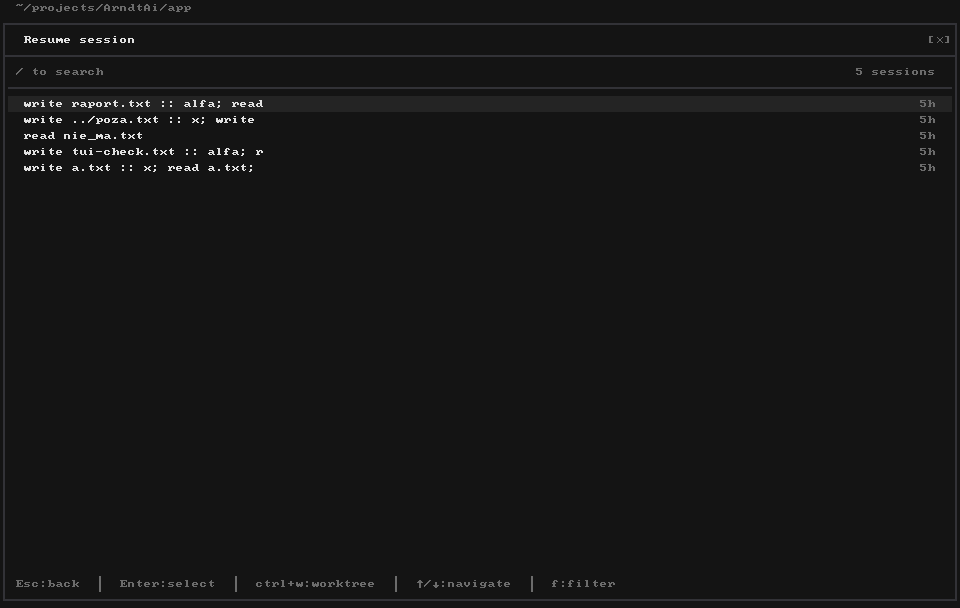 ~/projects/ArndtAi/app
Resume session [×]
/ to search 5 sessions
write raport.txt :: alfa; read 5h
write ../poza.txt :: x; write 5h
read nie_ma.txt 5h
write tui-check.txt :: alfa; r 5h
write a.txt :: x; read a.txt; 5h
Esc:back │ Enter:select │ ctrl+w:worktree │ ↑/↓:navigate │ f:filter